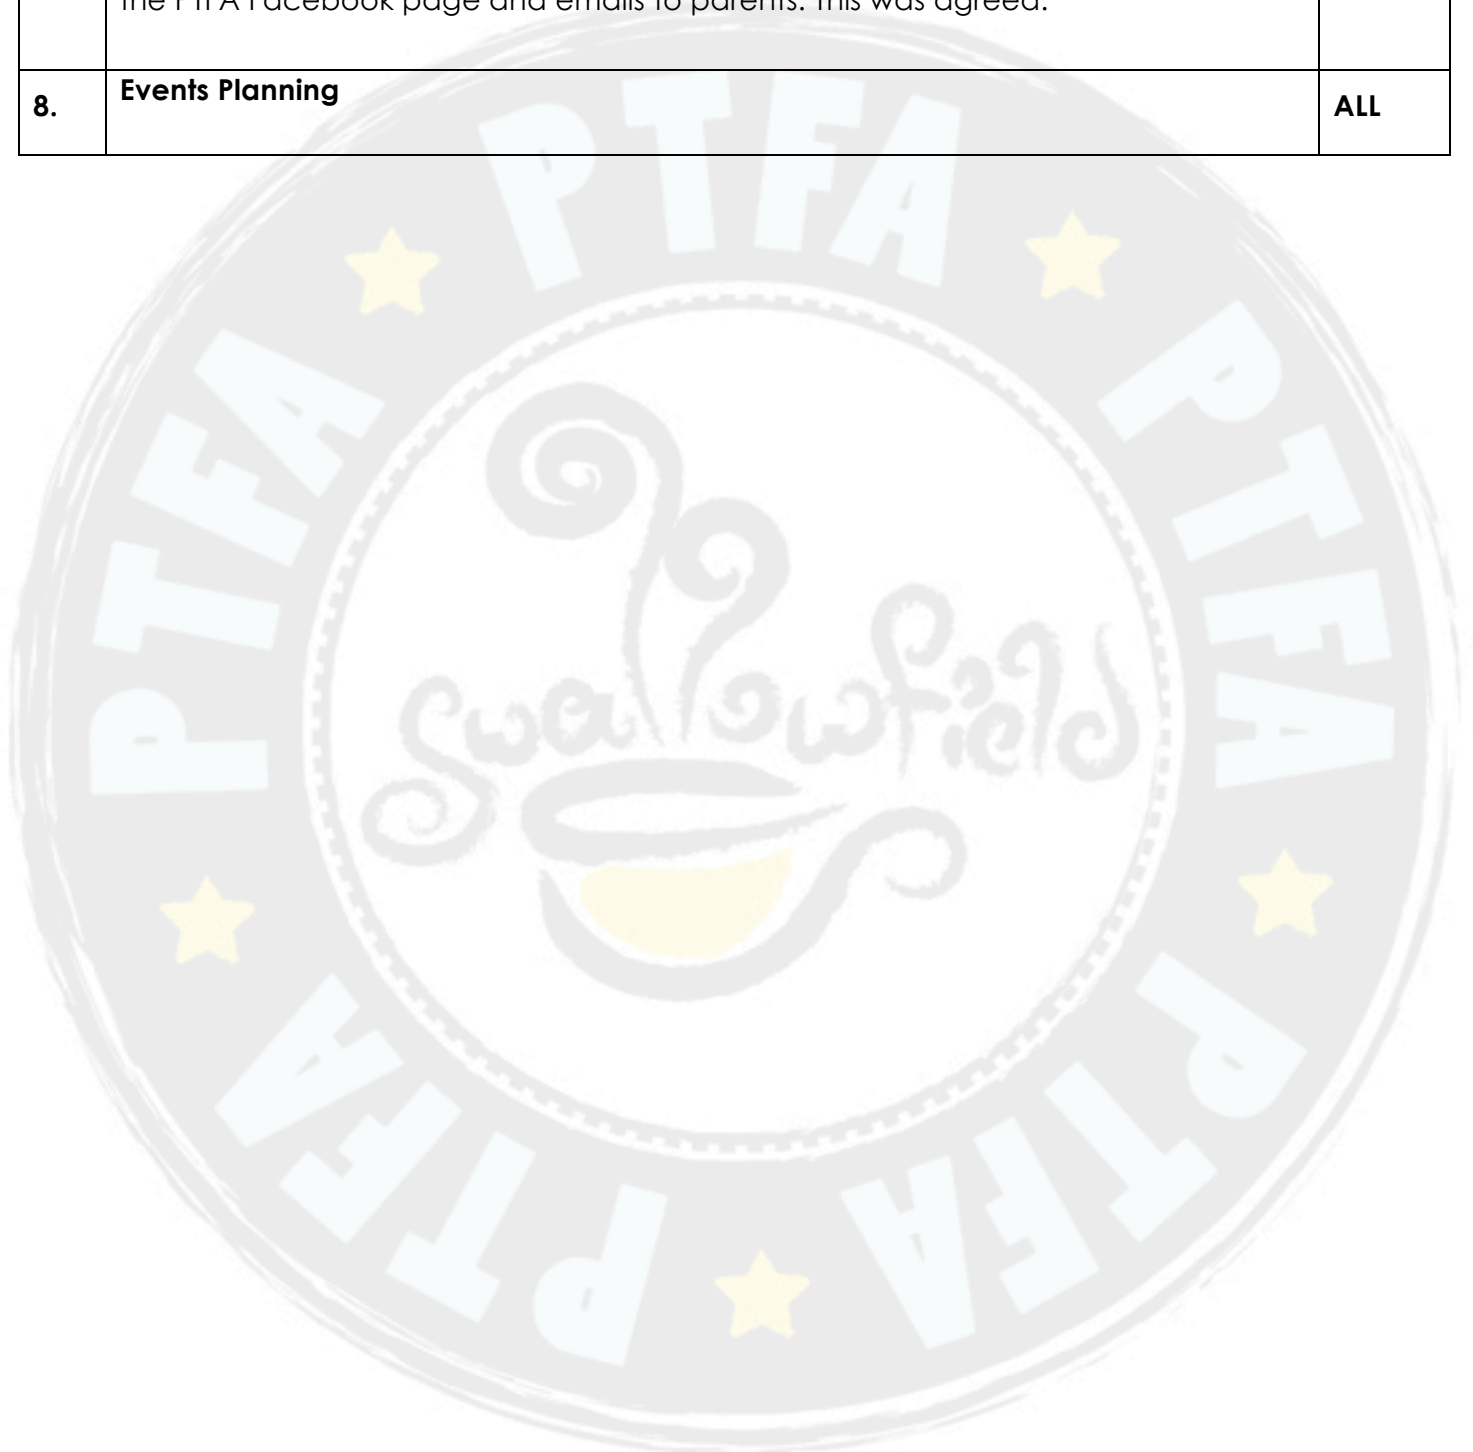 the PTFA Facebook page and emails to parents. This was agreed.
8.
Events Planning
ALL
PTFA
PTFA
PTFA
PTFA
PTFA
swallowfield